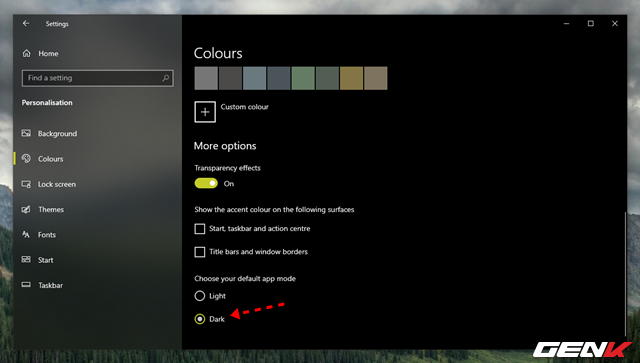 Settings
Home
Find a setting
Personalisation
Background
Colours
Lock screen
Themes
Fonts
Start
Taskbar
Colours
Custom colour
More options
Transparency effects
On
Show the accent colour on the following surfaces
Start, taskbar and action centre
Title bars and window borders
Choose your default app mode
Light
Dark
GENK